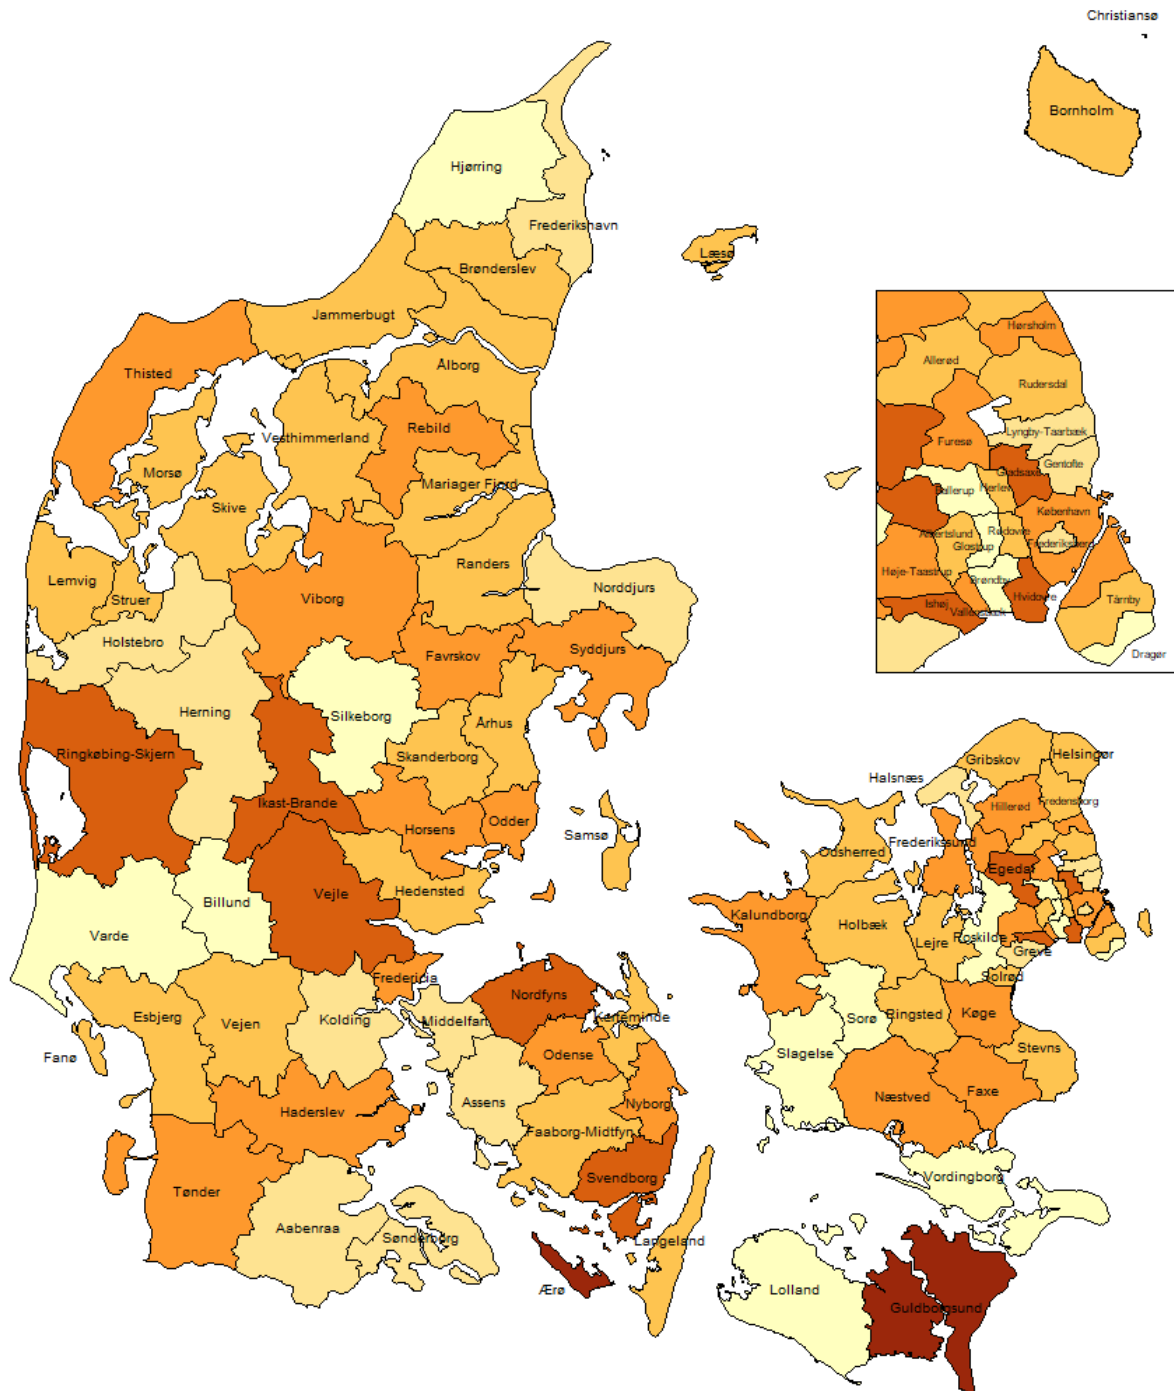 Christiansø
Bornholm
Hjørring
Frederikshavn
Læsø
Brønderslev
Jammerbugt
Ålborg
Thisted
Vesthimmerland
Rebild
Morsø
Mariager Fjord
Skive
Randers
Lemvig
Struer
Viborg
Norddjurs
Holstebro
Favrskov
Syddjurs
Herning
Silkeborg
Århus
Ringkøbing-Skjern
Skanderborg
Ikast-Brande
Horsens
Odder
Samsø
Hedensted
Billund
Vejle
Varde
Fredericia
Esbjerg
Vejen
Kolding
Fanø
Haderslev
Tønder
Aabenraa
Sønderborg
Middelfart
Nordfyns
Kerteminde
Odense
Assens
Nyborg
Faaborg-Midtfyn
Svendborg
Langeland
Ærø
Hørsholm
Allerød
Rudersdal
Lyngby-Taarbæk
Furesø
Gentofte
Gladsaxe
Ballerup
Herlev
København
Albertslund
Rødovre
Glostrup
Frederiksberg
Høje-Taastrup
Brøndby
Hvidovre
Ishøj
Vallensbæk
Tårnby
Dragør
Helsingør
Gribskov
Halsnæs
Hillerød
Fredensborg
Frederikssund
Odsherred
Egedal
Kalundborg
Holbæk
Lejre
Roskilde
Greve
Solrød
Sorø
Ringsted
Køge
Stevns
Slagelse
Næstved
Faxe
Vordingborg
Lolland
Guldborgsund